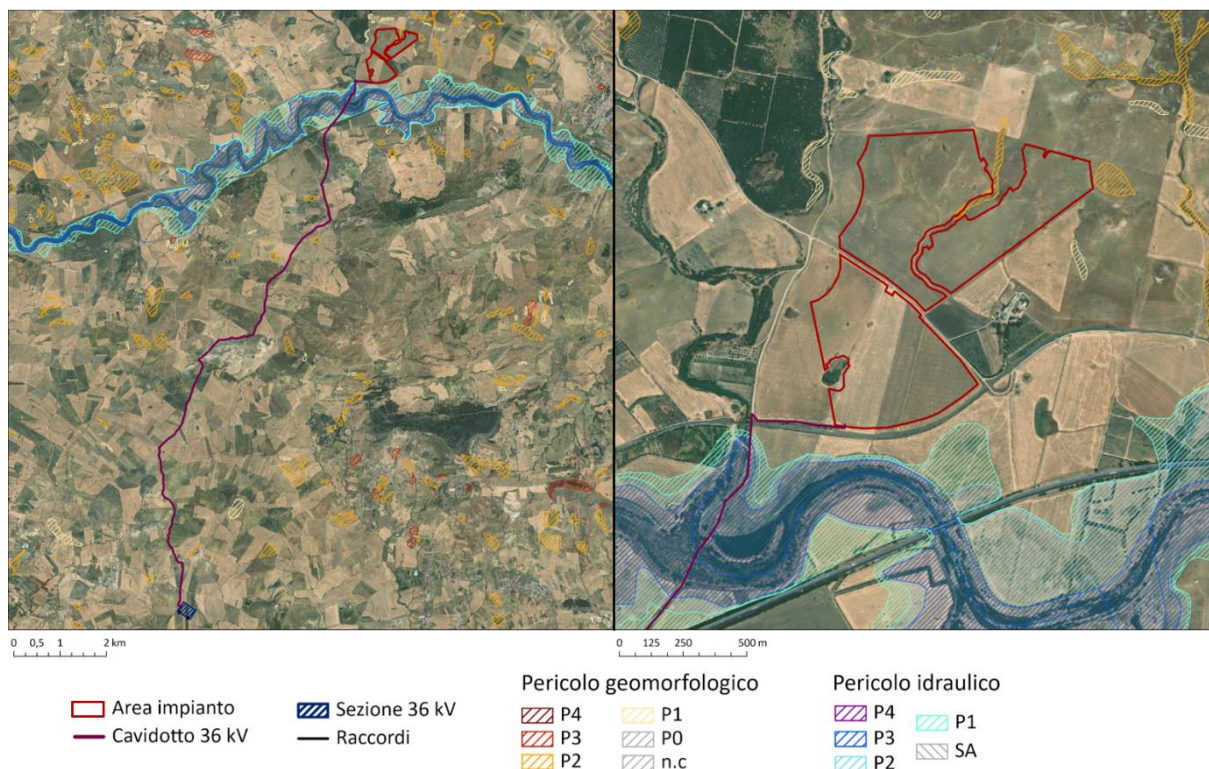 0 0,5 1 2 km
0 125 250 500 m
Area impianto
Cavidotto 36 kV
Sezione 36 kV
Raccordi
Pericolo geomorfologico
P4
P3
P2
P1
P0
n.c
Pericolo idraulico
P4
P3
P2
P1
SA